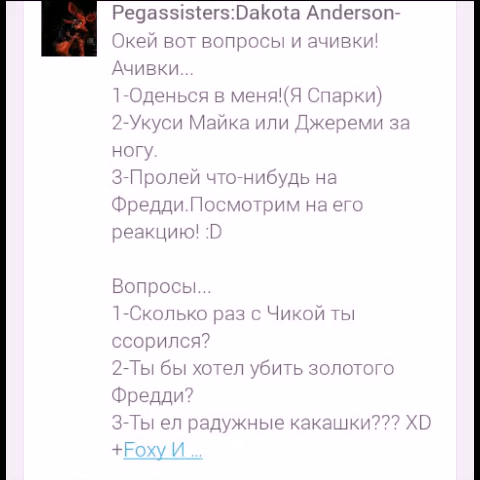 Pegassisters:Dakota Anderson-
Окей вот вопросы и ачивки!
Ачивки...
1-Оденься в меня!(Я Спарки)
2-Укуси Майка или Джереми за
ногу.
3-Пролей что-нибудь на
Фредди.Посмотрим на его
реакцию! :D
Вопросы...
1-Сколько раз с Чикой ты
ссорился?
2-Ты бы хотел убить золотого
Фредди?
3-Ты ел радужные какашки??? XD
+Foxy И ...